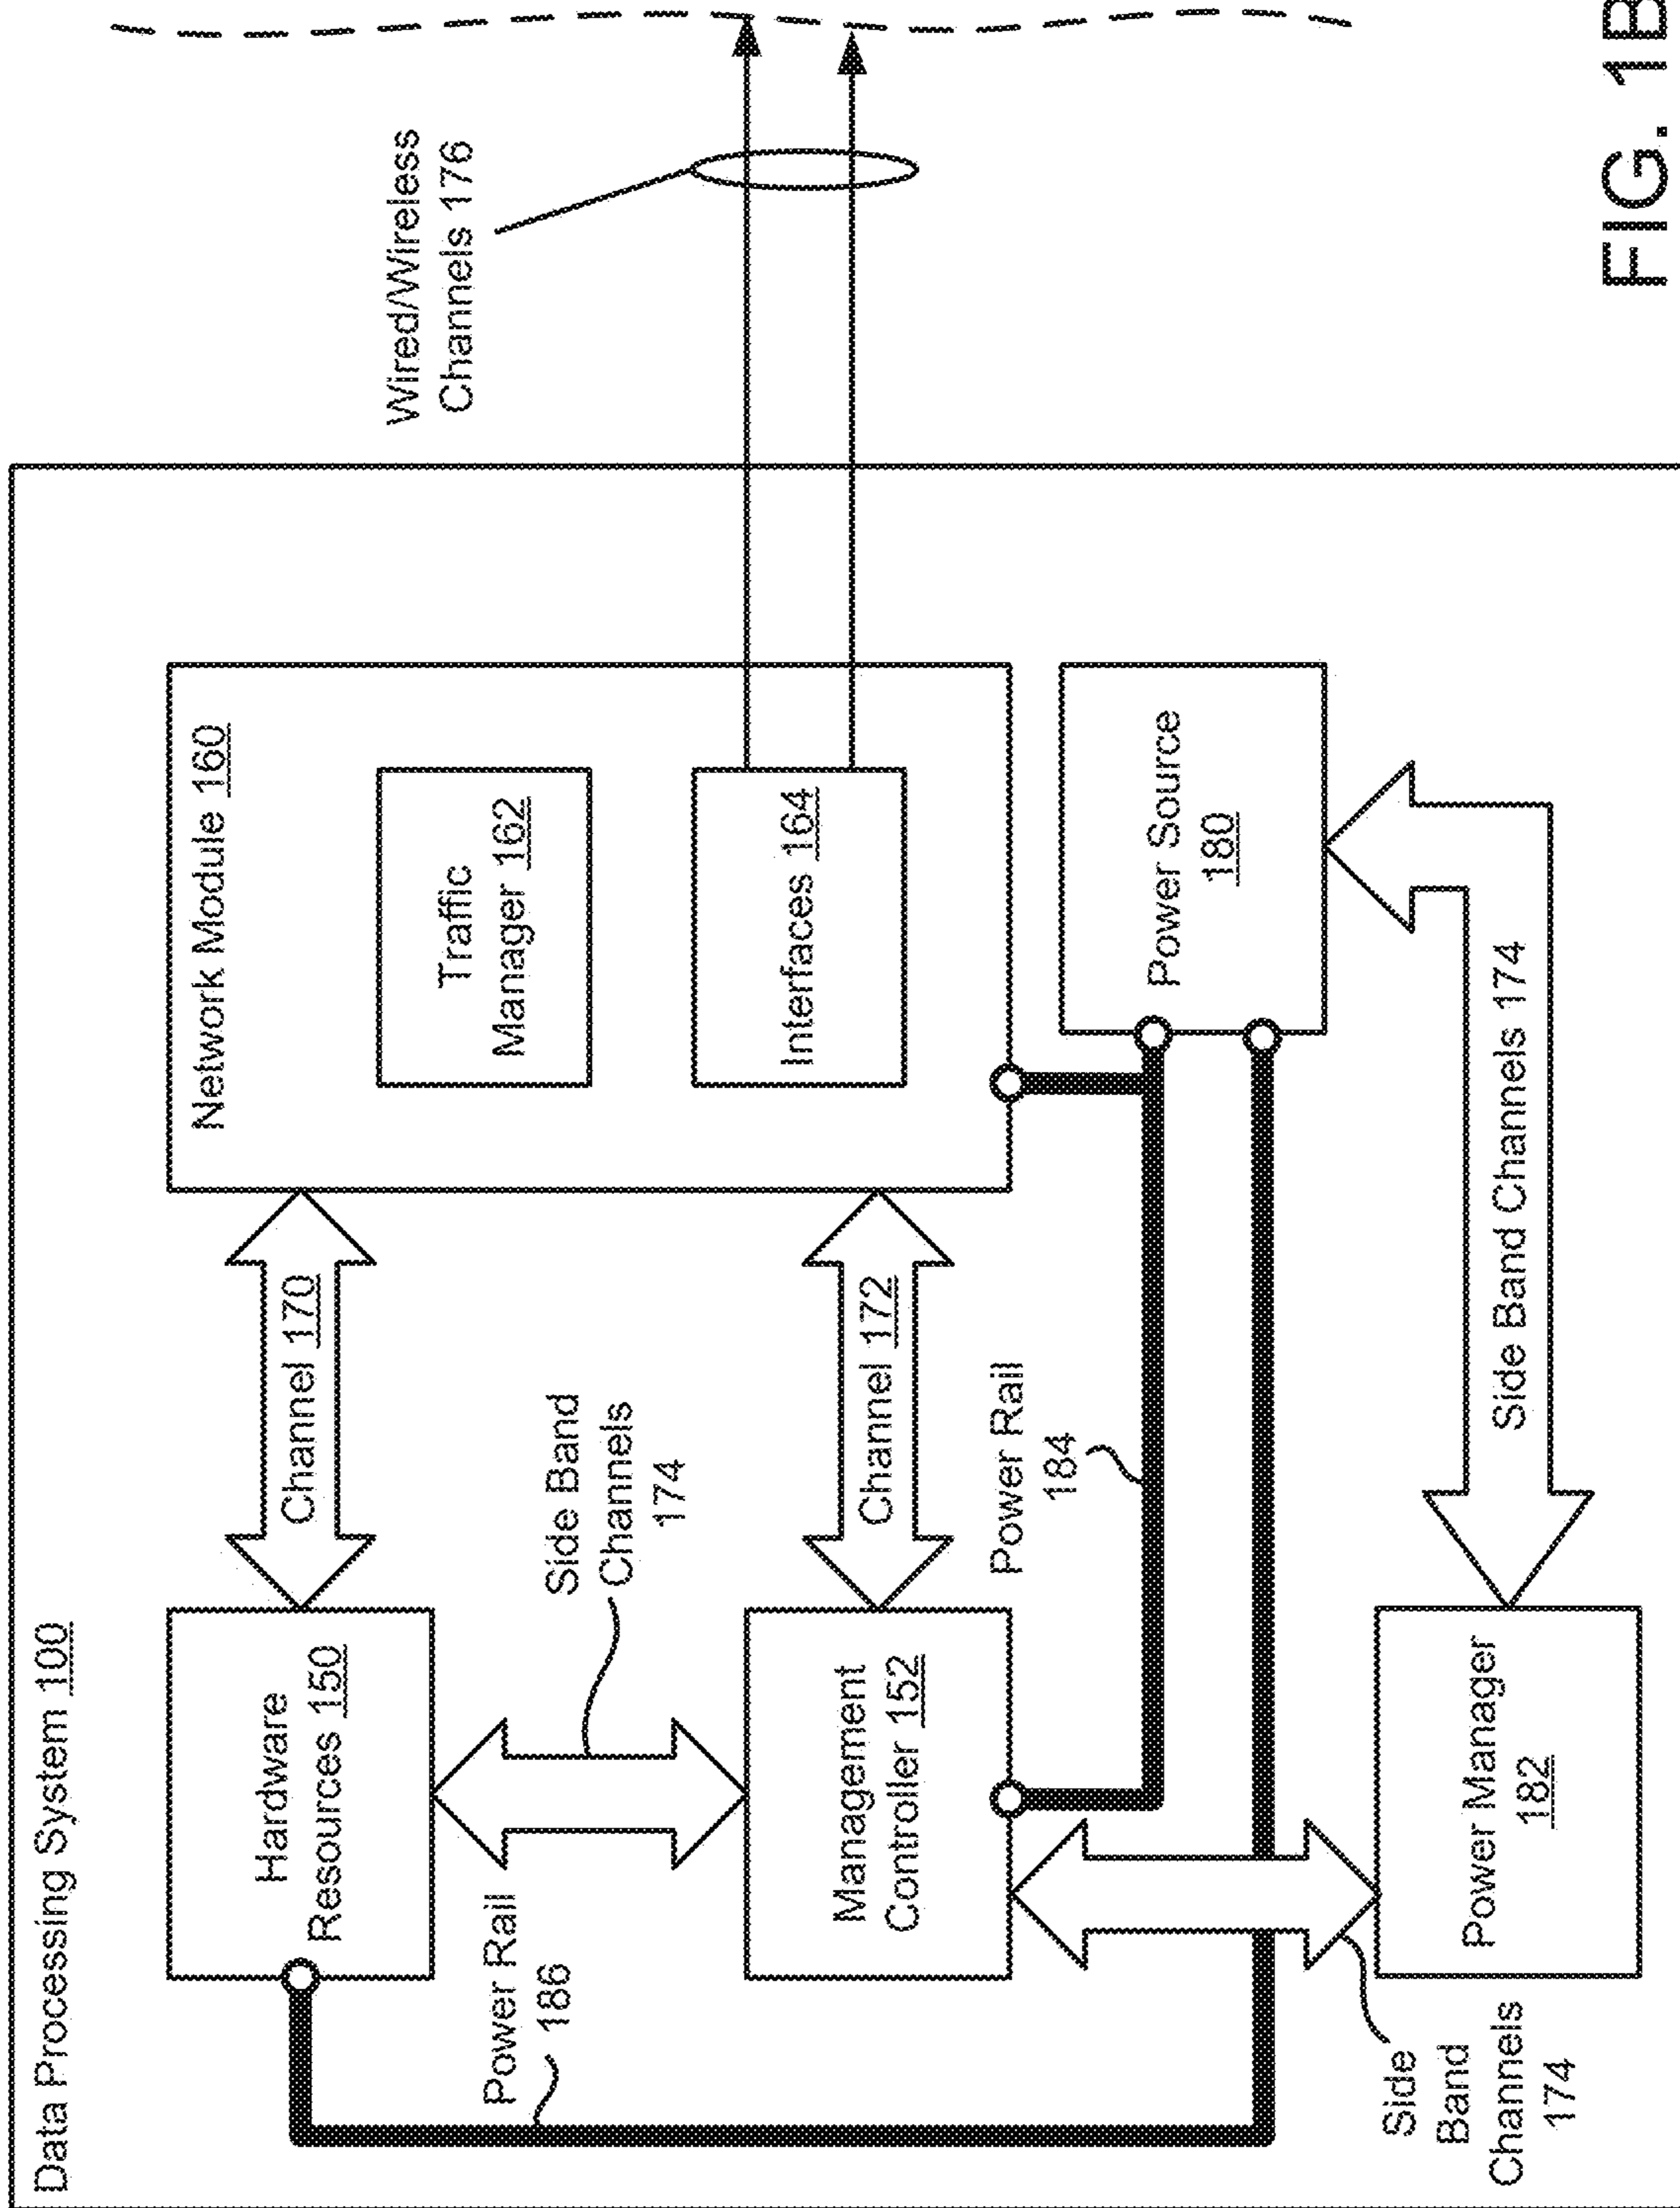 Data Processing System 100
Hardware
Resources 150
Channel 170
Network Module 160
Traffic
Manager 162
Interfaces 164
Wired/Wireless
Channels 176
Side Band
Channels
174
Power Rail
186
Management
Controller 152
Channel 172
Power Rail
184
Power Source
180
Side
Band
Channels
174
Power Manager
182
Side Band Channels 174
FIG. 1B